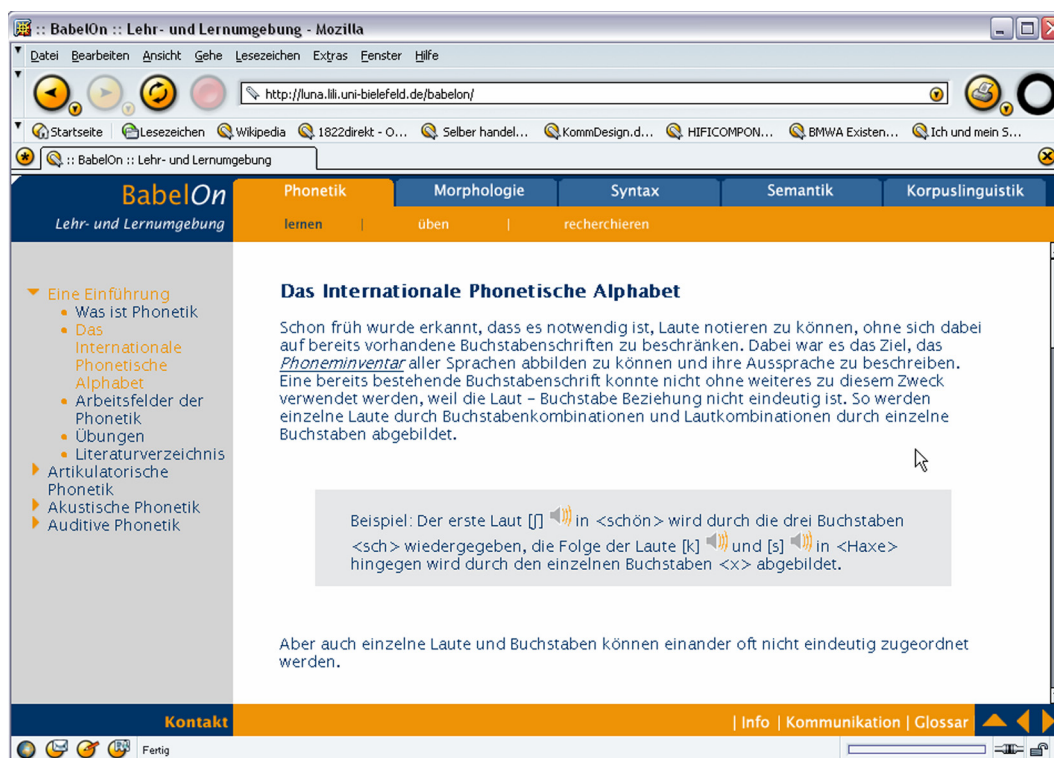 :: BabelOn :: Lehr- und Lernumgebung - Mozilla
Datei Bearbeiten Ansicht Gehe Lesezeichen Extras Fenster Hilfe
http://luna.lili.uni-bielefeld.de/babelon/
Startseite Lesezeichen Wikipedia 1822direkt - O... Selber handel... KommDesign.d... HIFICOMPON... BMWA Existen... Ich und mein S...
:: BabelOn :: Lehr- und Lernumgebung
BabelOn
Lehr- und Lernumgebung
Phonetik Morphologie Syntax Semantik Korpuslinguistik
lernen | üben | recherchieren
Eine Einführung
Was ist Phonetik
Das
Internationale
Phonetische
Alphabet
Arbeitsfelder der
Phonetik
Übungen
Literaturverzeichnis
Artikulatorische
Phonetik
Akustische Phonetik
Auditive Phonetik
Das Internationale Phonetische Alphabet
Schon früh wurde erkannt, dass es notwendig ist, Laute notieren zu können, ohne sich dabei
auf bereits vorhandene Buchstabenschriften zu beschränken. Dabei war es das Ziel, das
Phoneminventar aller Sprachen abbilden zu können und ihre Aussprache zu beschreiben.
Eine bereits bestehende Buchstabenschrift konnte nicht ohne weiteres zu diesem Zweck
verwendet werden, weil die Laut – Buchstabe Beziehung nicht eindeutig ist. So werden
einzelne Laute durch Buchstabenkombinationen und Lautkombinationen durch einzelne
Buchstaben abgebildet.
Beispiel: Der erste Laut [ʃ] in <schön> wird durch die drei Buchstaben
<sch> wiedergegeben, die Folge der Laute [k] und [s] in <Haxe>
hingegen wird durch den einzelnen Buchstaben <x> abgebildet.
Aber auch einzelne Laute und Buchstaben können einander oft nicht eindeutig zugeordnet
werden.
Kontakt
| Info | Kommunikation | Glossar
Fertig